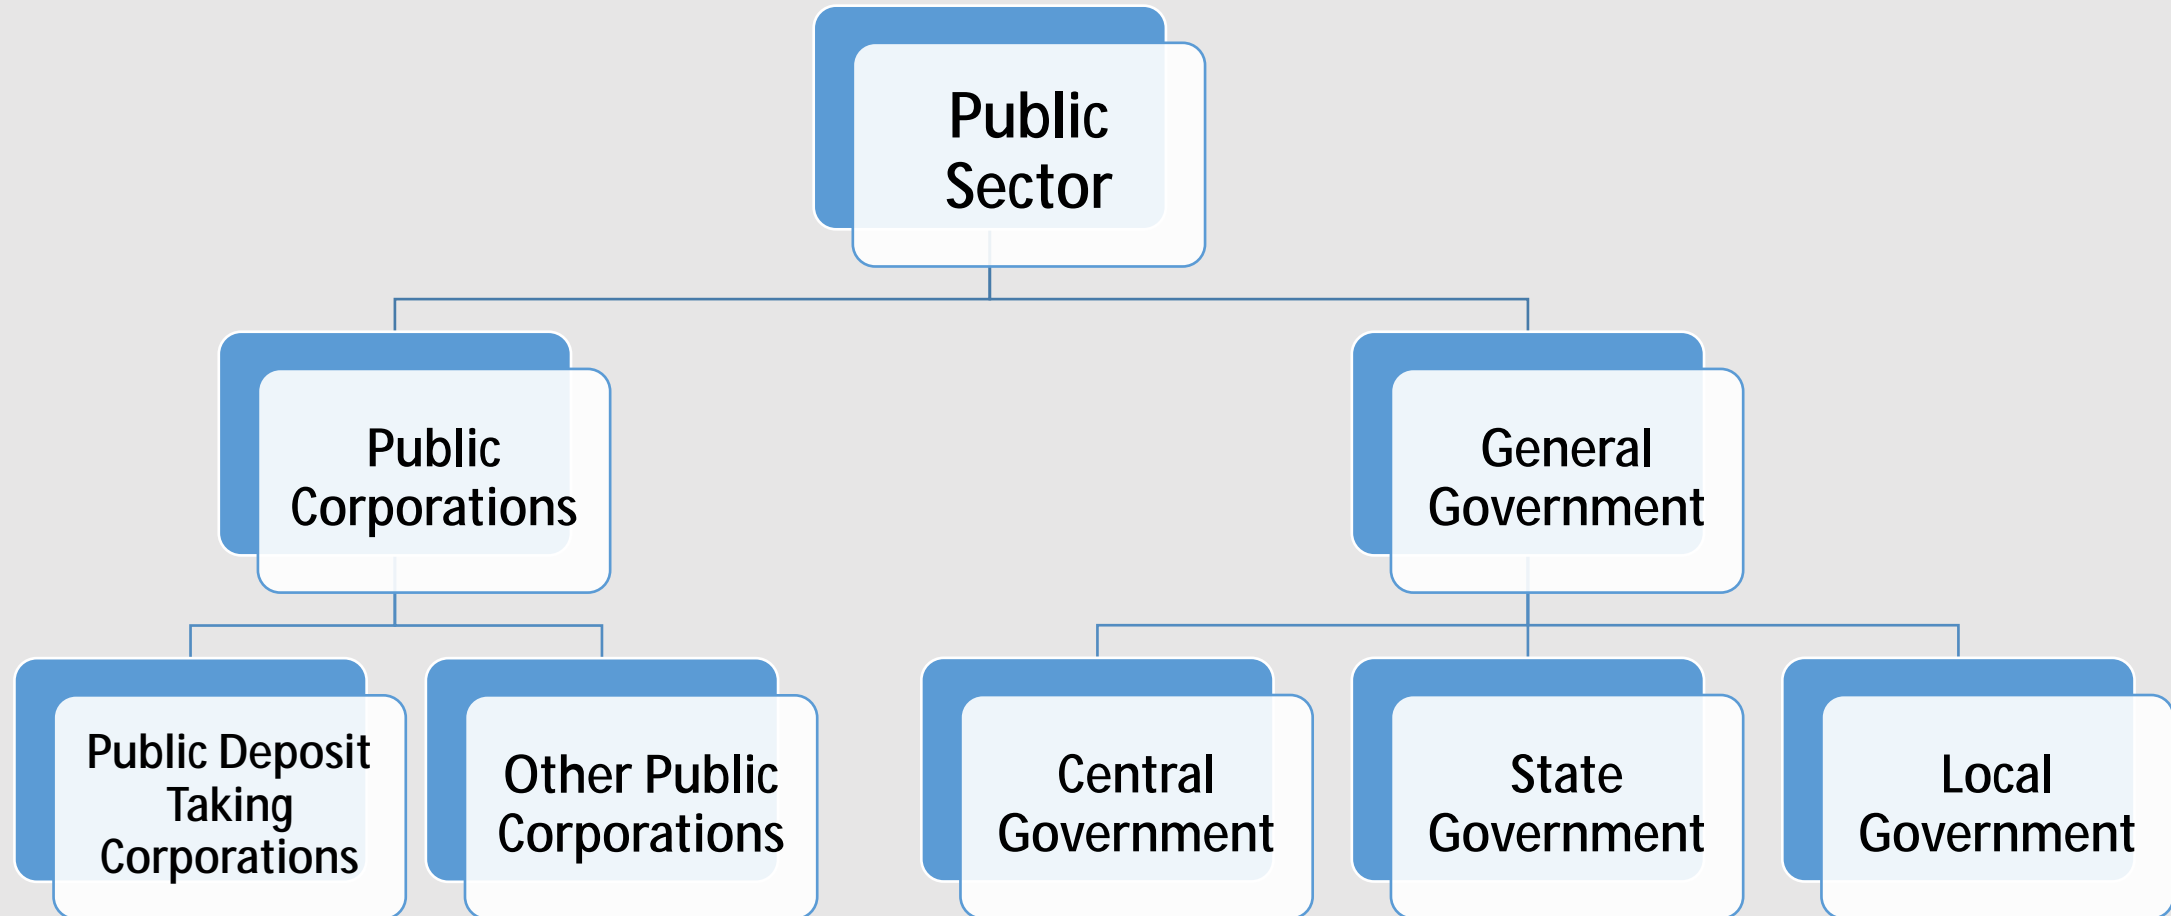 Public
Sector
Public
Corporations
General
Government
Public Deposit
Taking
Corporations
Other Public
Corporations
Central
Government
State
Government
Local
Government